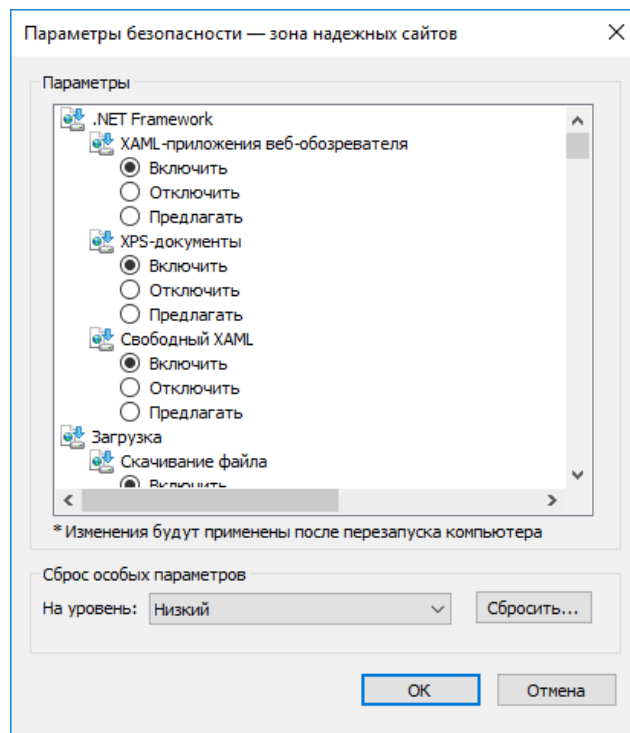 Параметры безопасности — зона надежных сайтов
Параметры
.NET Framework
XAML-приложения веб-обозревателя
Включить
Отключить
Предлагать
XPS-документы
Включить
Отключить
Предлагать
Свободный XAML
Включить
Отключить
Предлагать
Загрузка
Скачивание файла
Включить
* Изменения будут применены после перезапуска компьютера
Сброс особых параметров
На уровень: Низкий Сбросить...
ОК Отмена